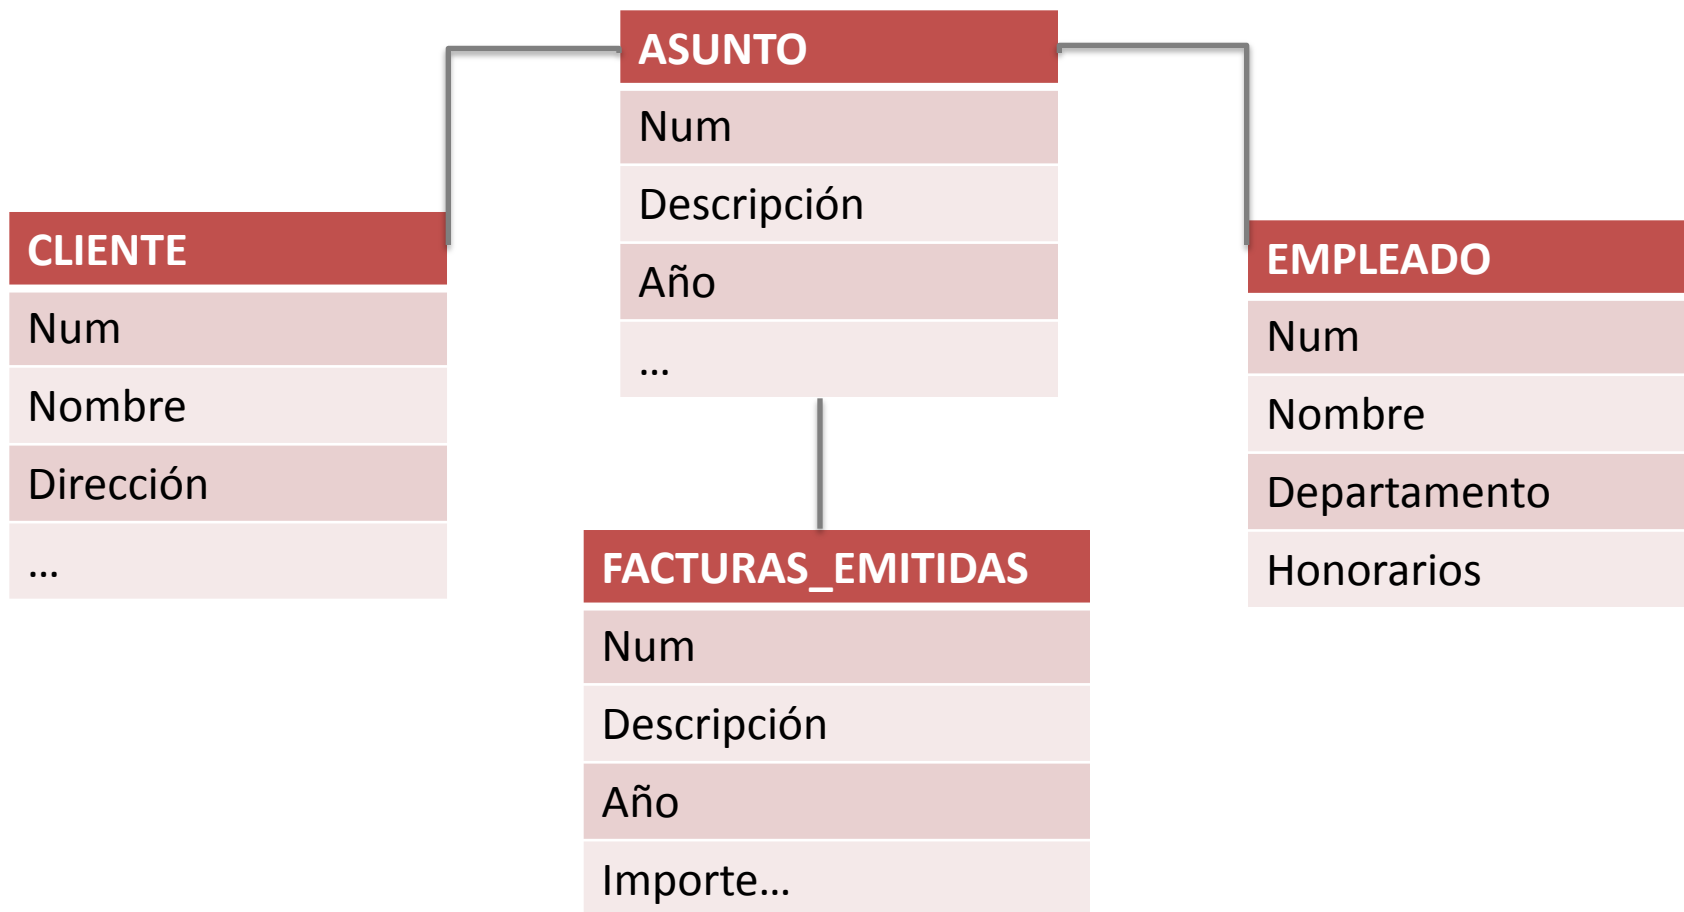 ASUNTO
Num
Descripción
Año
...
CLIENTE
Num
Nombre
Dirección
...
EMPLEADO
Num
Nombre
Departamento
Honorarios
FACTURAS_EMITIDAS
Num
Descripción
Año
Importe...